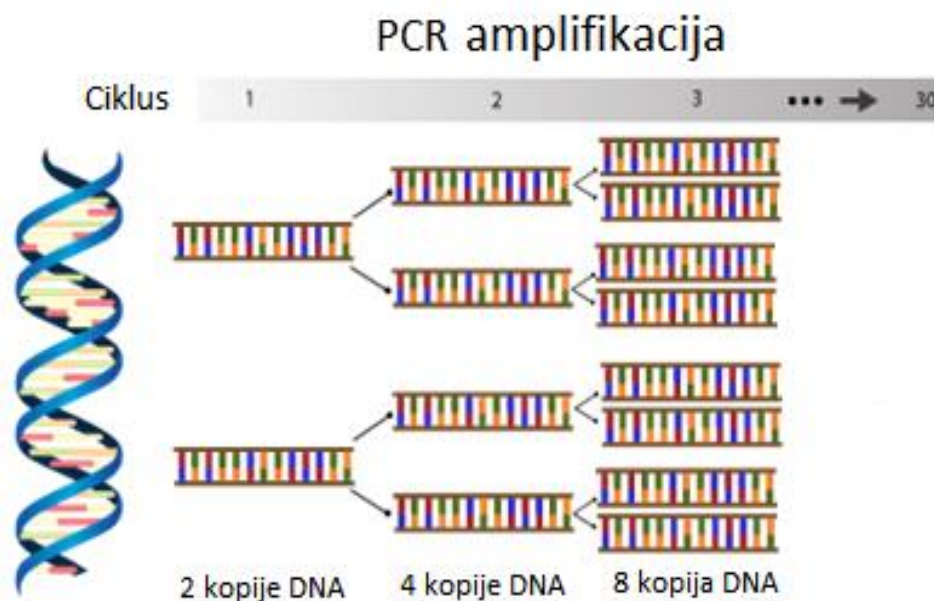 PCR amplifikacija
Ciklus 1 2 3 ••• → 30
2 kopije DNA 4 kopije DNA 8 kopija DNA